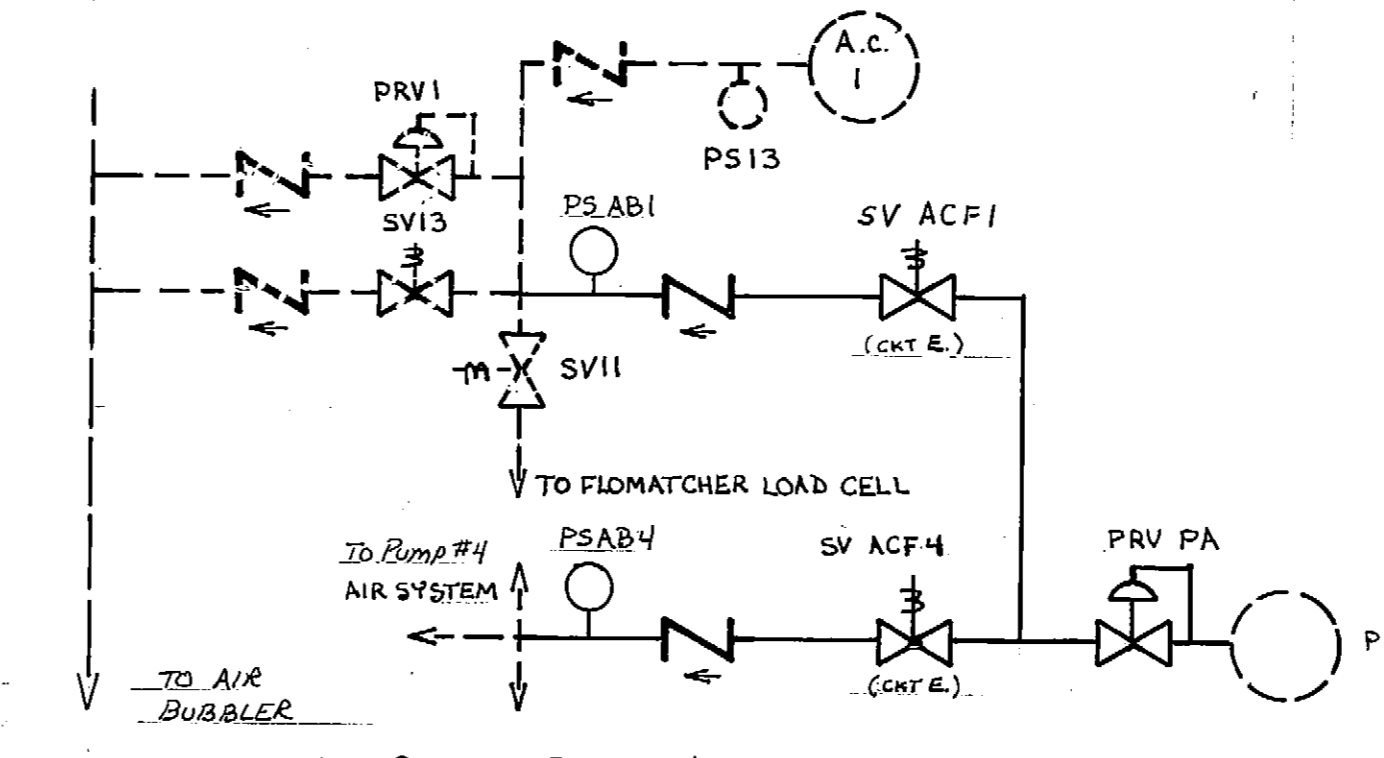 A.C.
1
PRV1
PS13
SV13
PS AB1
SV ACF1
(CKT E.)
SV11
TO FLOMATCHER LOAD CELL
To Pump #4
AIR SYSTEM
PSAB4
SV ACF4
(CKT E.)
PRV PA
P
TO AIR
BUBBLER